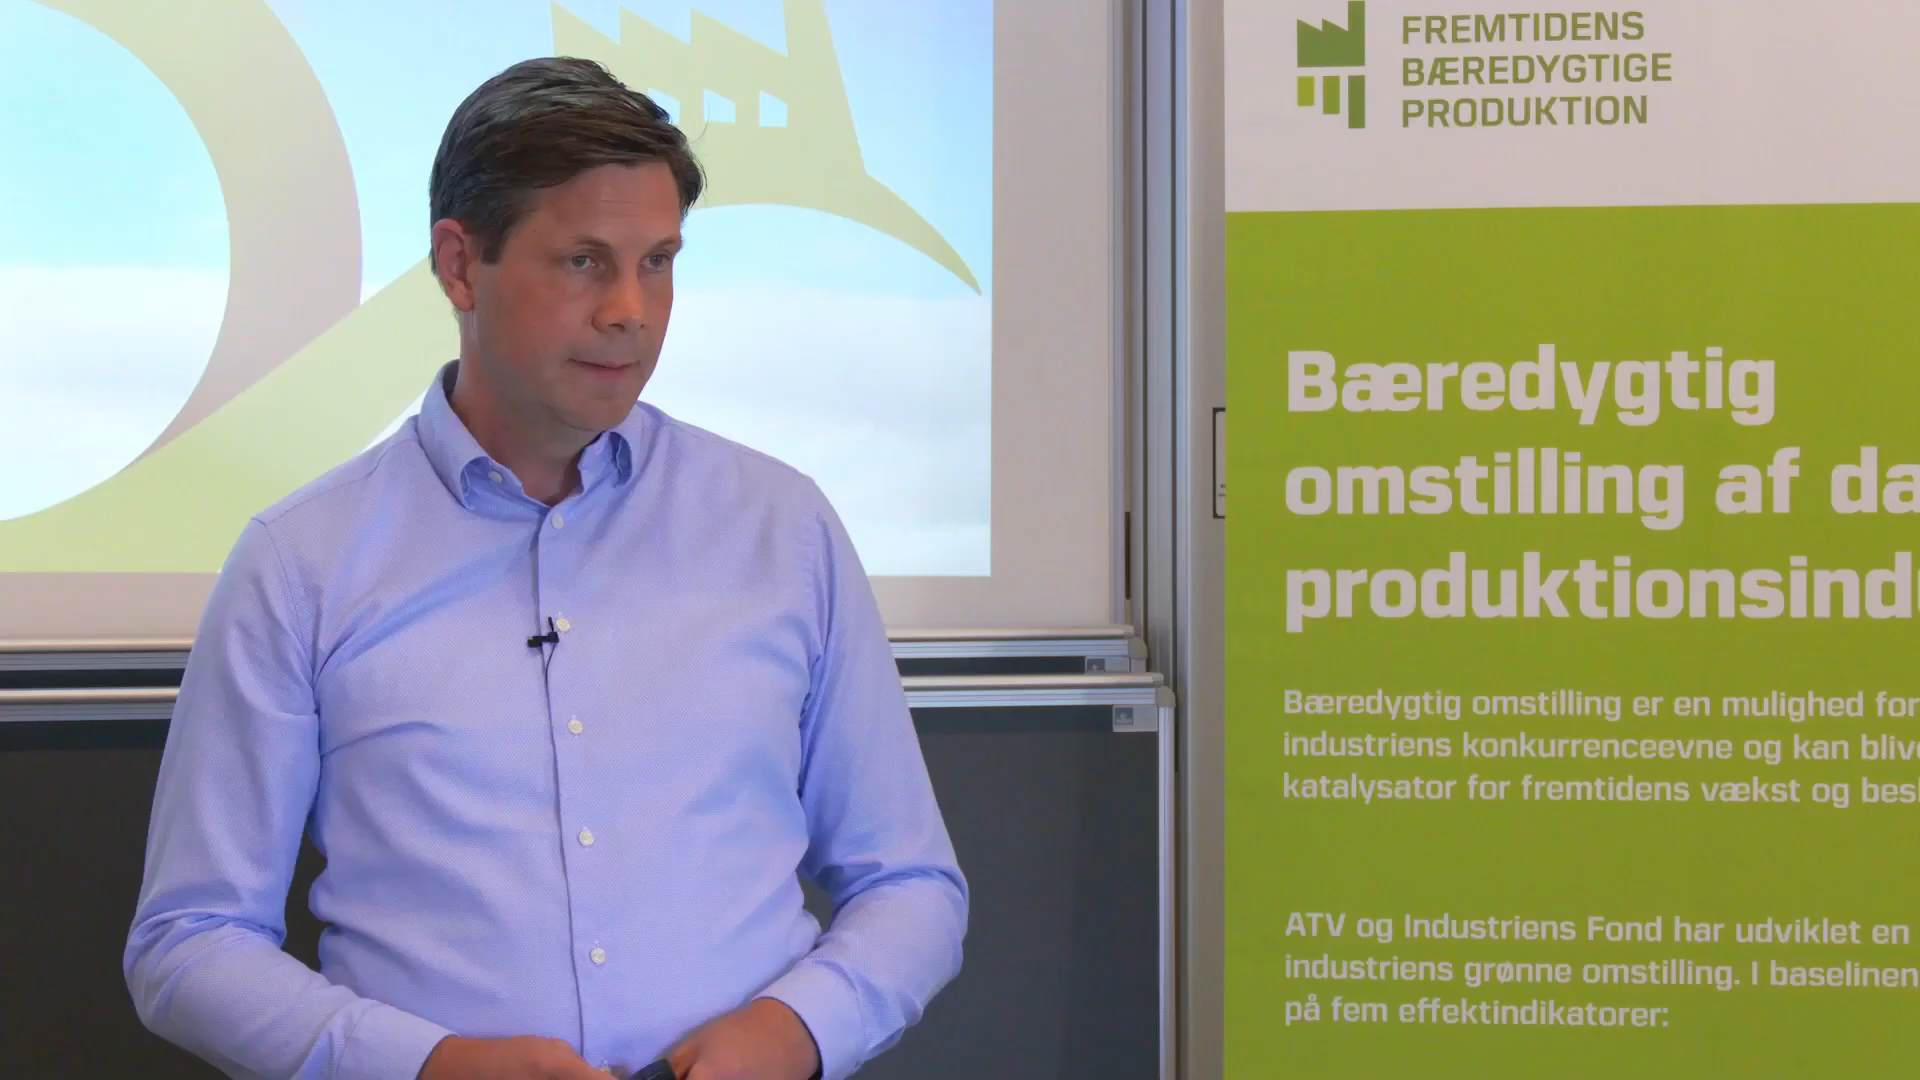 FREMTIDENS
BÆREDYGTIGE
PRODUKTION
Bæredygtig
omstilling af da
produktionsind
Bæredygtig omstilling er en mulighed for
industriens konkurrenceevne og kan blive
katalysator for fremtidens vækst og besk
ATV og Industriens Fond har udviklet en
industriens grønne omstilling. I baselinen
på fem effektindikatorer: